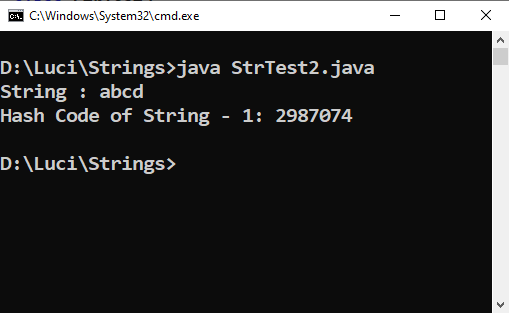 C:\Windows\System32\cmd.exe
D:\Luci\Strings>java StrTest2.java
String : abcd
Hash Code of String - 1: 2987074
D:\Luci\Strings>